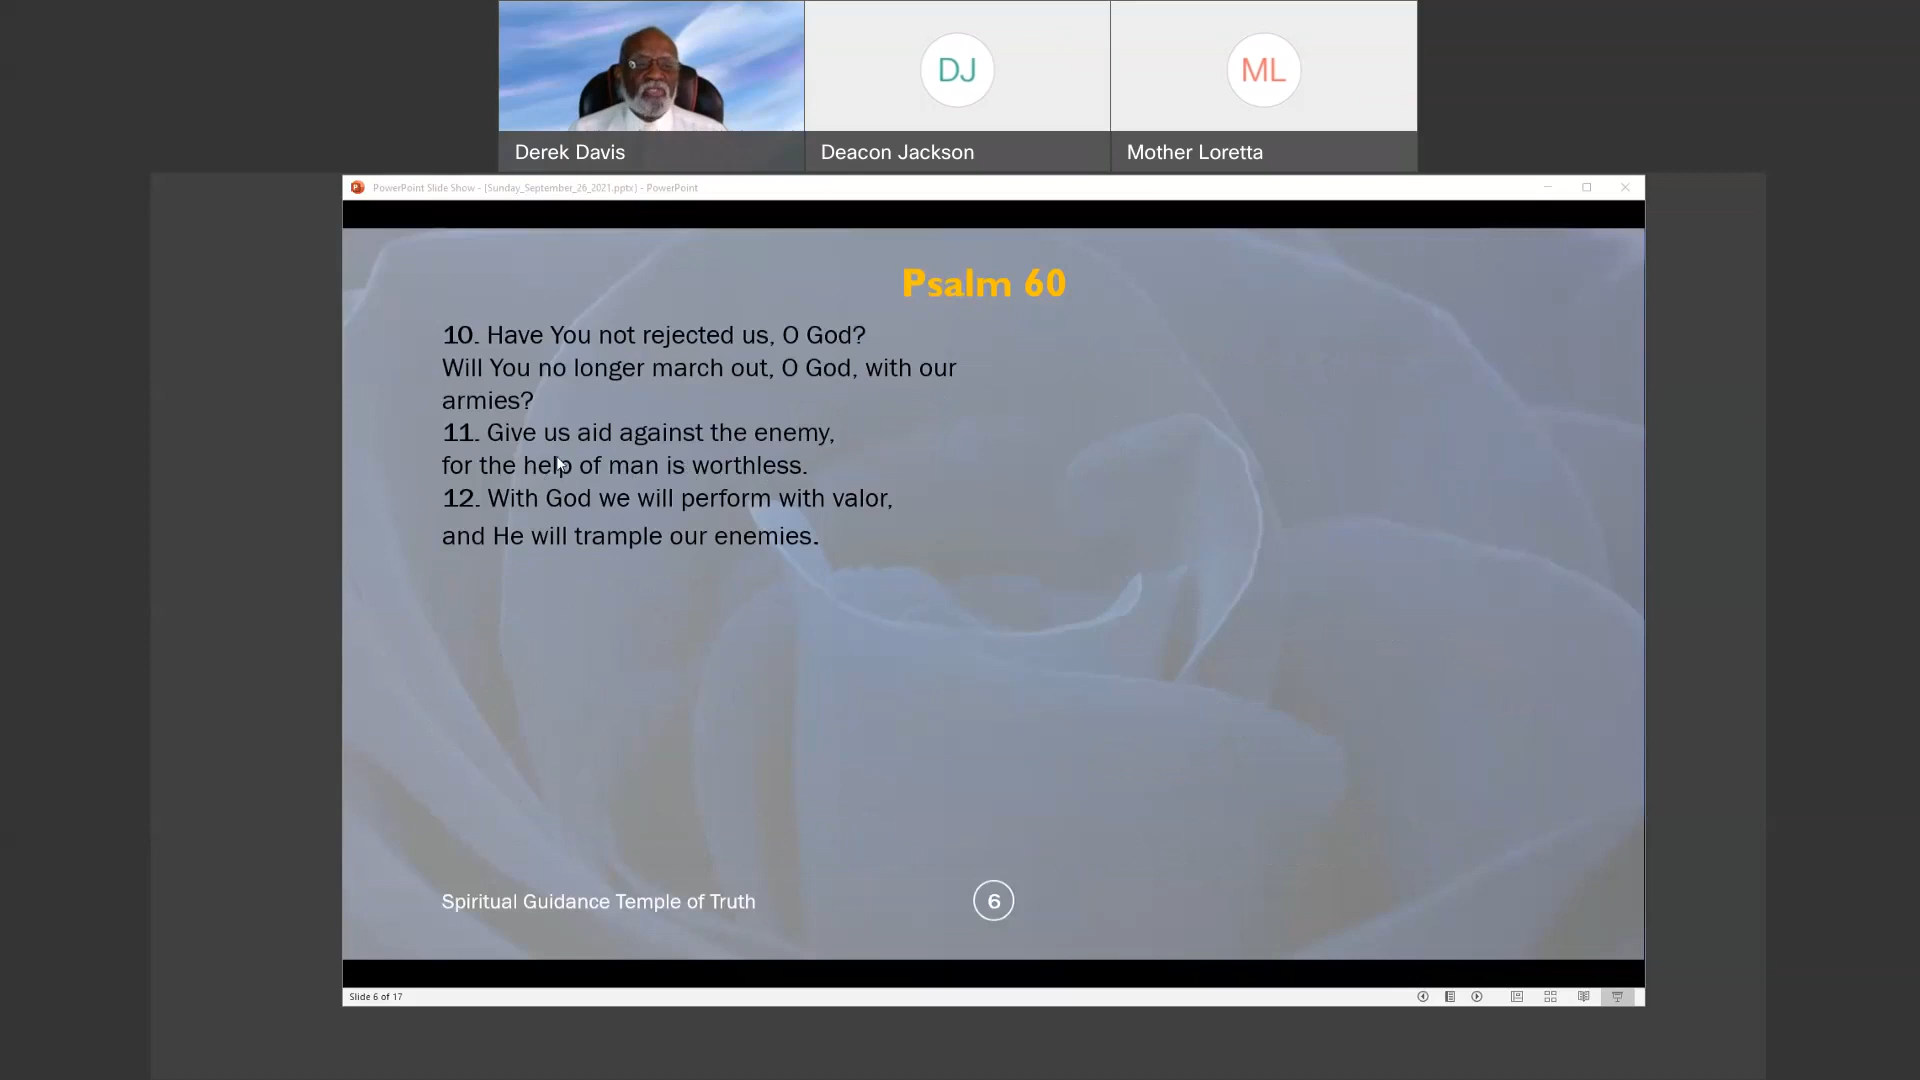 DJ
ML
Derek Davis
Deacon Jackson
Mother Loretta
PowerPoint Slide Show - [Sunday_September_26_2021.pptx] - PowerPoint
Psalm 60
10. Have You not rejected us, O God?
Will You no longer march out, O God, with our
armies?
11. Give us aid against the enemy,
for the help of man is worthless.
12. With God we will perform with valor,
and He will trample our enemies.
Spiritual Guidance Temple of Truth
6
Slide 6 of 17